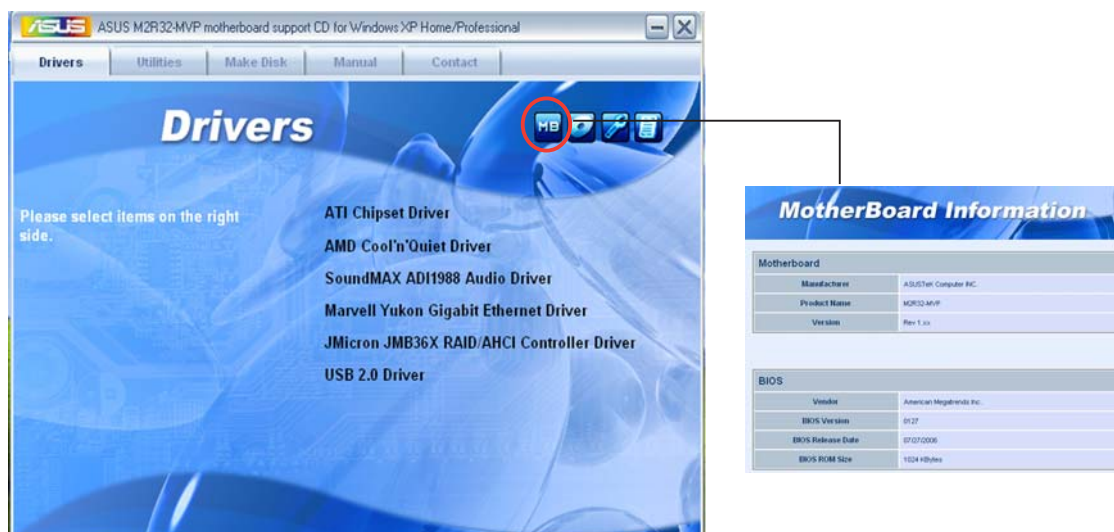 ASUS
ASUS M2R32-MVP motherboard support CD for Windows XP Home/Professional
Drivers
Utilities
Make Disk
Manual
Contact
Drivers
MB
Please select items on the right
side.
ATI Chipset Driver
AMD Cool'n'Quiet Driver
SoundMAX ADI1988 Audio Driver
Marvell Yukon Gigabit Ethernet Driver
JMicron JMB36X RAID/AHCI Controller Driver
USB 2.0 Driver
MotherBoard Information
Motherboard
Manufacturer ASUSTeK Computer INC.
Product Name M2R32-MVP
Version Rev 1.xx
BIOS
Vendor American Megatrends Inc.
BIOS Version 0127
BIOS Release Date 07/27/2006
BIOS ROM Size 1024 KBytes